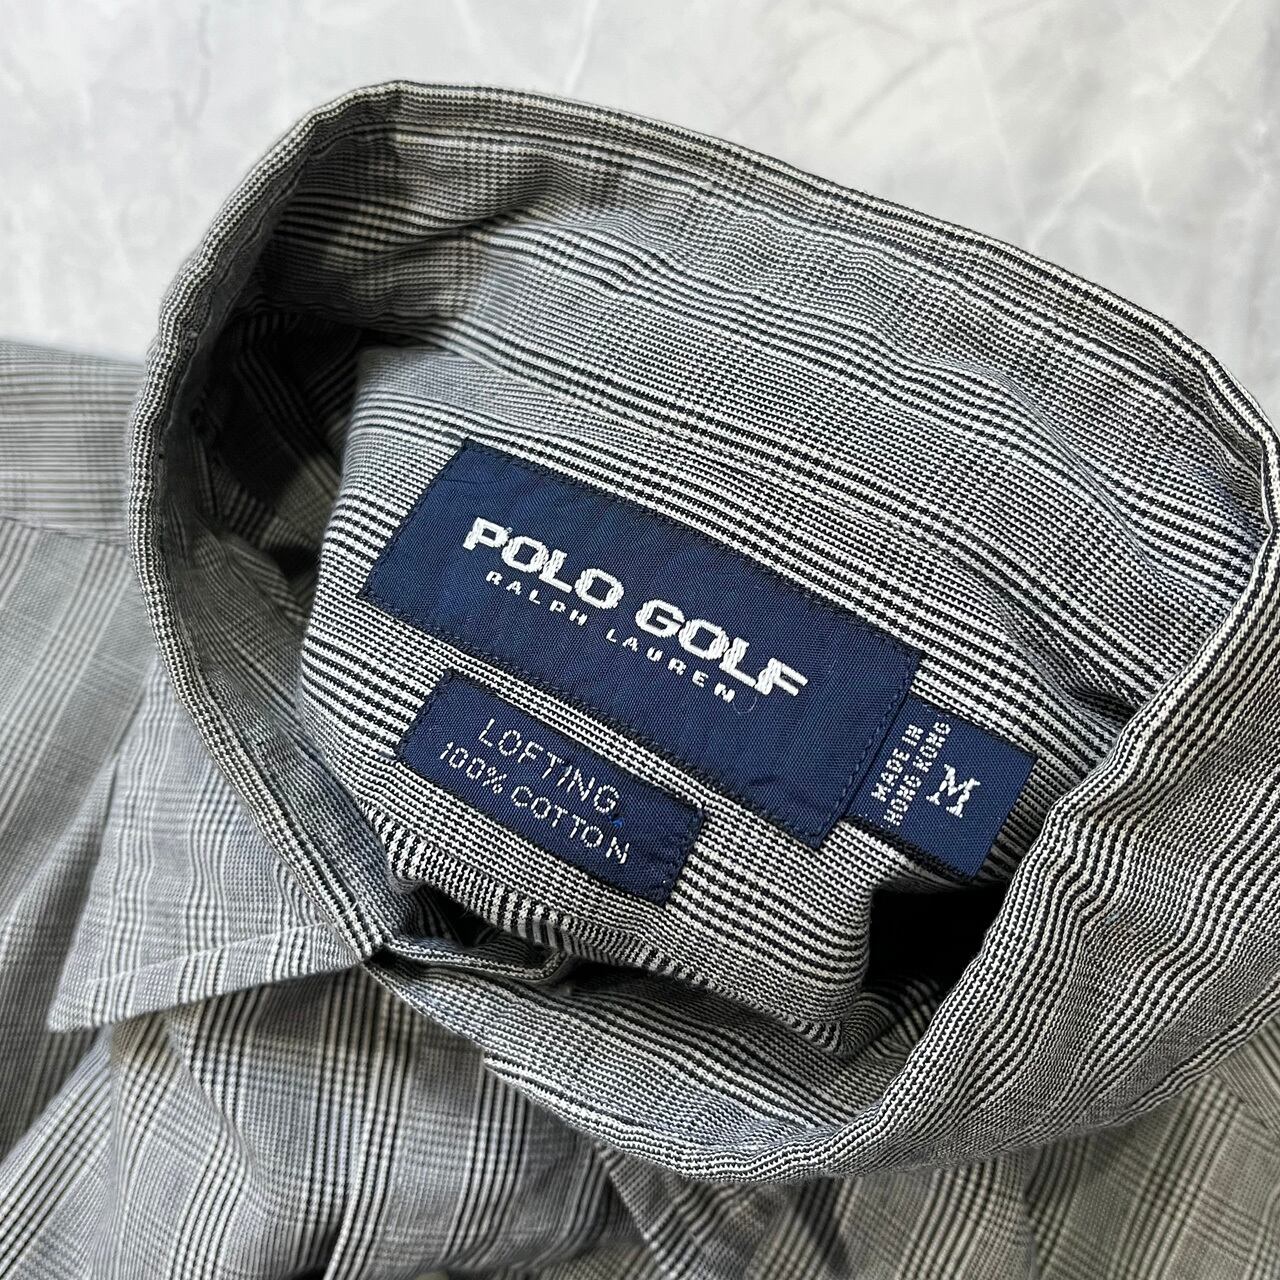 POLO GOLF
RALPH LAUREN
LOFTING
100% COTTON
MADE IN
HONG KONG
M